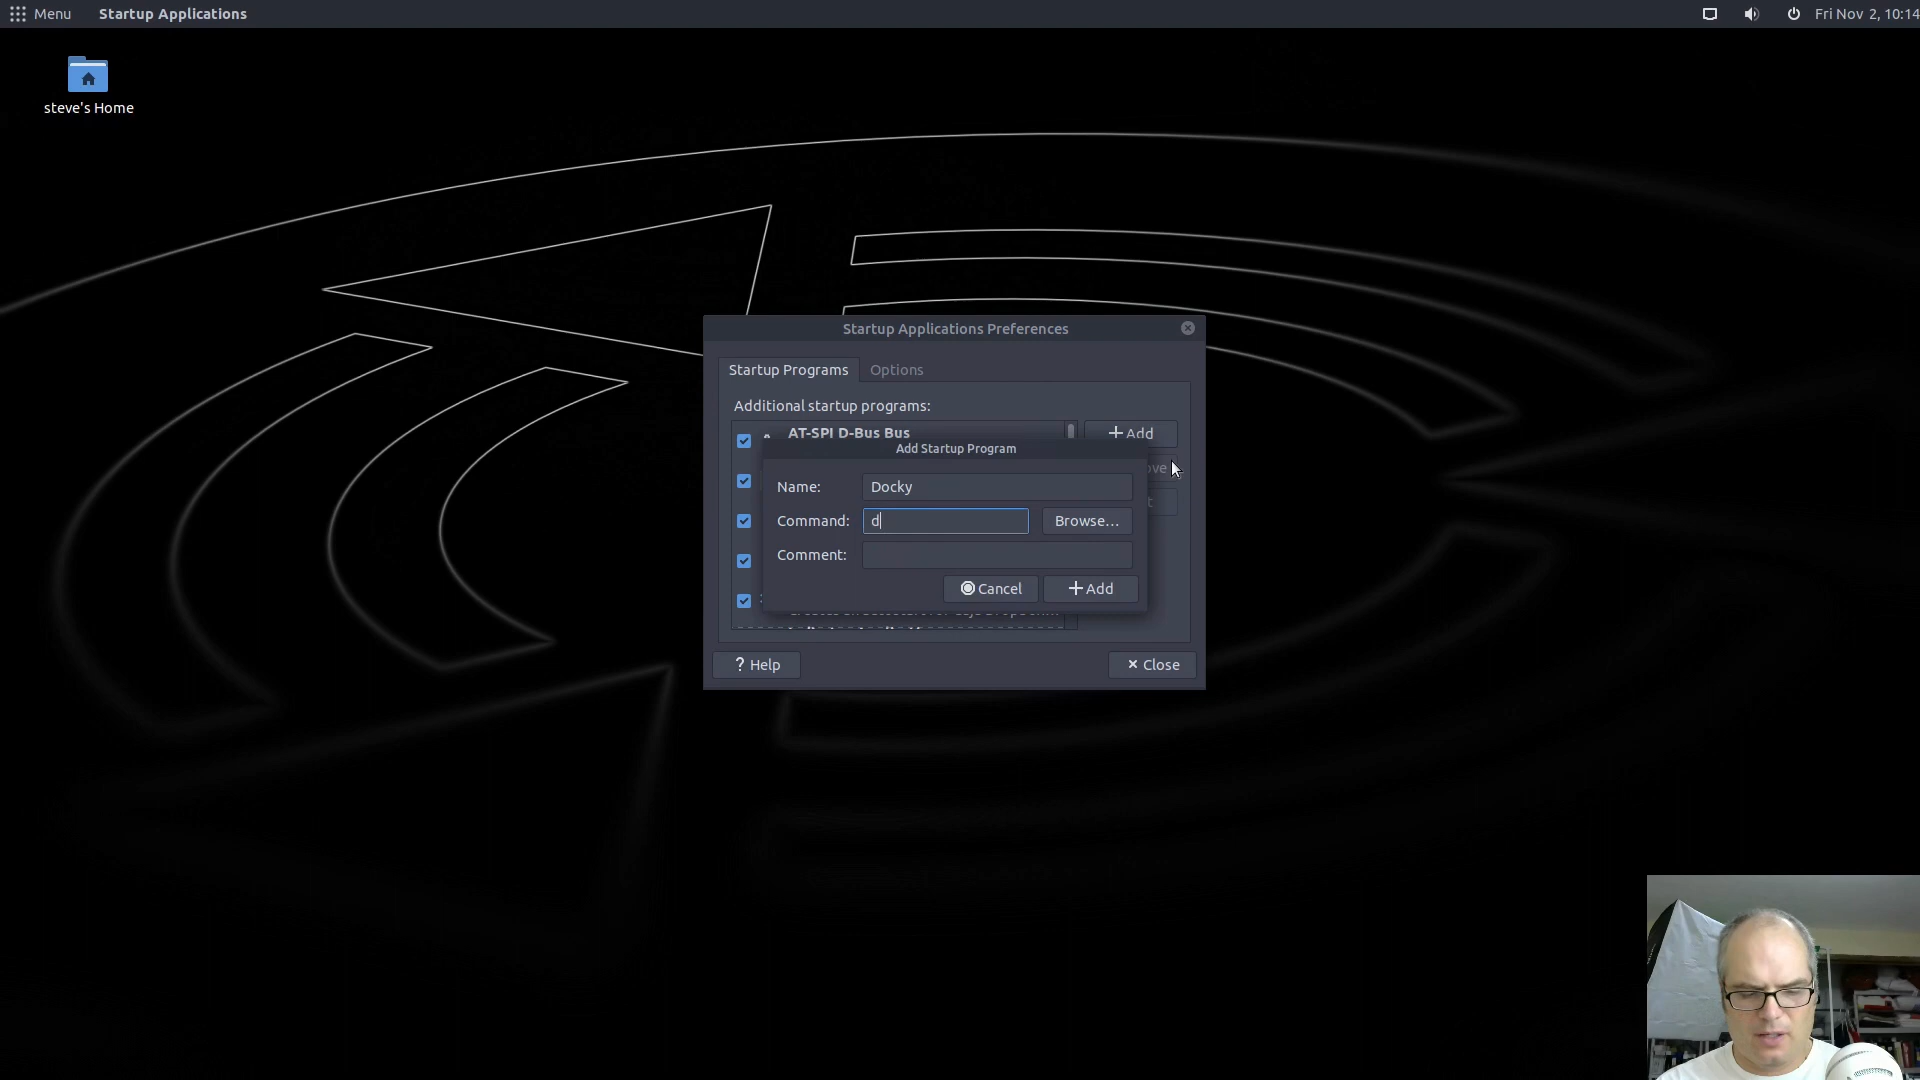 Menu Startup Applications Fri Nov 2, 10:14
steve's Home
Startup Applications Preferences
Startup Programs Options
Additional startup programs:
AT-SPI D-Bus Bus
Add
Add Startup Program
Name: Docky
Command: d Browse...
Comment:
Cancel Add
? Help Close